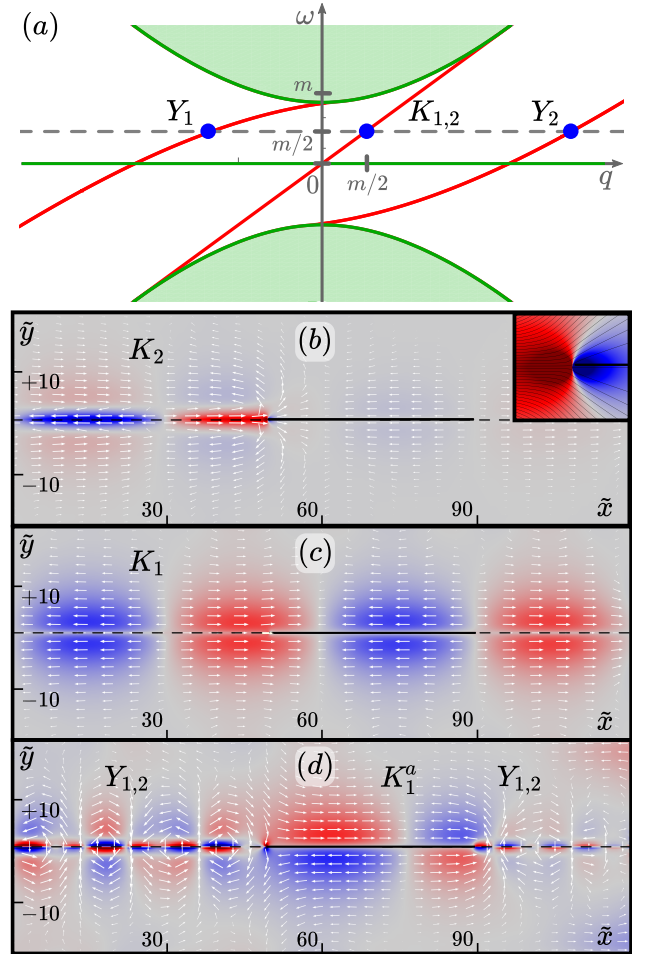 (a)
ω
m
Y₁
K₁,₂
Y₂
m/2
0
m/2
q
ỹ
K₂
(b)
+10
−10
30
60
90
x̃
ỹ
K₁
(c)
+10
−10
30
60
90
x̃
ỹ
Y₁,₂
(d)
K₁ᵃ
Y₁,₂
+10
−10
30
60
90
x̃